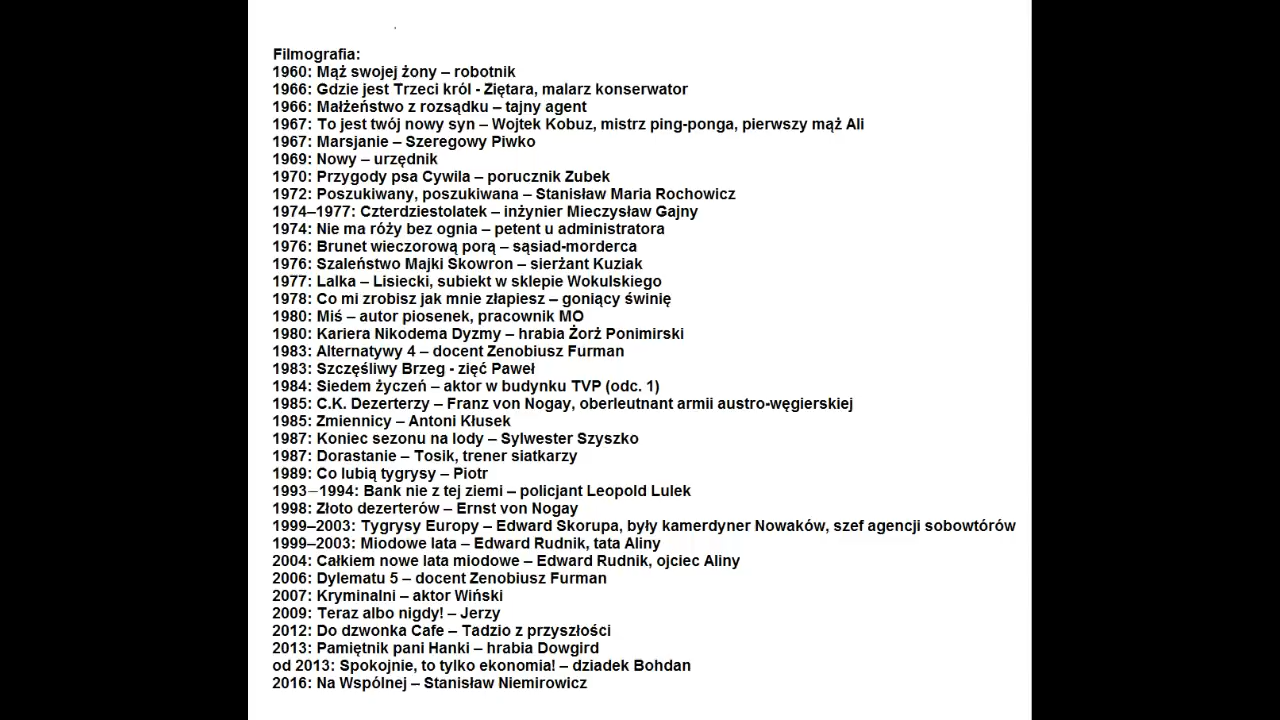 Filmografia:
1960: Mąż swojej żony – robotnik
1966: Gdzie jest Trzeci król - Ziętara, malarz konserwator
1966: Małżeństwo z rozsądku – tajny agent
1967: To jest twój nowy syn – Wojtek Kobuz, mistrz ping-ponga, pierwszy mąż Ali
1967: Marsjanie – Szeregowy Piwko
1969: Nowy – urzędnik
1970: Przygody psa Cywila – porucznik Zubek
1972: Poszukiwany, poszukiwana – Stanisław Maria Rochowicz
1974–1977: Czterdziestolatek – inżynier Mieczysław Gajny
1974: Nie ma róży bez ognia – petent u administratora
1976: Brunet wieczorową porą – sąsiad-morderca
1976: Szaleństwo Majki Skowron – sierżant Kuziak
1977: Lalka – Lisiecki, subiekt w sklepie Wokulskiego
1978: Co mi zrobisz jak mnie złapiesz – goniący świnię
1980: Miś – autor piosenek, pracownik MO
1980: Kariera Nikodema Dyzmy – hrabia Żorż Ponimirski
1983: Alternatywy 4 – docent Zenobiusz Furman
1983: Szczęśliwy Brzeg - zięć Paweł
1984: Siedem życzeń – aktor w budynku TVP (odc. 1)
1985: C.K. Dezerterzy – Franz von Nogay, oberleutnant armii austro-węgierskiej
1985: Zmiennicy – Antoni Kłusek
1987: Koniec sezonu na lody – Sylwester Szyszko
1987: Dorastanie – Tosik, trener siatkarzy
1989: Co lubią tygrysy – Piotr
1993–1994: Bank nie z tej ziemi – policjant Leopold Lulek
1998: Złoto dezerterów – Ernst von Nogay
1999–2003: Tygrysy Europy – Edward Skorupa, były kamerdyner Nowaków, szef agencji sobowtórów
1999–2003: Miodowe lata – Edward Rudnik, tata Aliny
2004: Całkiem nowe lata miodowe – Edward Rudnik, ojciec Aliny
2006: Dylematu 5 – docent Zenobiusz Furman
2007: Kryminalni – aktor Wiński
2009: Teraz albo nigdy! – Jerzy
2012: Do dzwonka Cafe – Tadzio z przyszłości
2013: Pamiętnik pani Hanki – hrabia Dowgird
od 2013: Spokojnie, to tylko ekonomia! – dziadek Bohdan
2016: Na Wspólnej – Stanisław Niemirowicz